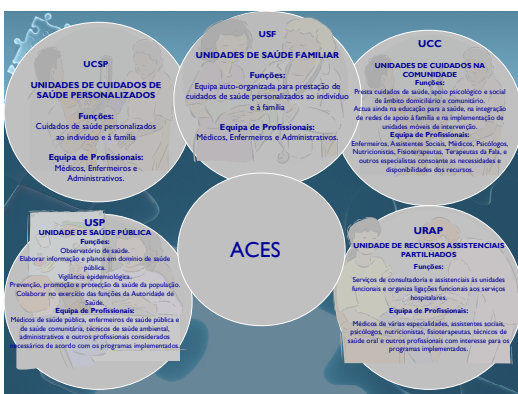 UCSP
UNIDADES DE CUIDADOS DE
SAÚDE PERSONALIZADOS
Funções:
Cuidados de saúde personalizados
ao indivíduo e á família
Equipa de Profissionais:
Médicos, Enfermeiros e
Administrativos.
USF
UNIDADES DE SAÚDE FAMILIAR
Funções:
Equipa auto-organizada para prestação de
cuidados de saúde personalizados ao indivíduo
e á família
Equipa de Profissionais:
Médicos, Enfermeiros e Administrativos.
UCC
UNIDADES DE CUIDADOS NA
COMUNIDADE
Funções:
Presta cuidados de saúde, apoio psicológico e social
de âmbito domiciliário e comunitário.
Actua ainda na educação para a saúde, na integração
de redes de apoio á família e na implementação de
unidades móveis de intervenção.
Equipa de Profissionais:
Enfermeiros, Assistentes Sociais, Médicos, Psicólogos,
Nutricionistas, Fisioterapeutas, Terapeutas da Fala, e
outros especialistas consoante as necessidades e
disponibilidades dos recursos.
USP
UNIDADE DE SAÚDE PÚBLICA
Funções:
Observatório de saúde.
Elaborar informação e planos em domínio de saúde
pública.
Vigilância epidemiológica.
Prevenção, promoção e protecção da saúde da população.
Colaborar no exercício das funções da Autoridade de
Saúde.
Equipa de Profissionais:
Médicos de saúde pública, enfermeiros de saúde pública e
de saúde comunitária, técnicos de saúde ambiental,
administrativos e outros profissionais considerados
necessários de acordo com os programas implementados.
ACES
URAP
UNIDADE DE RECURSOS ASSISTENCIAIS
PARTILHADOS
Funções:
Serviços de consultadoria e assistenciais ás unidades
funcionais e organiza ligações funcionais aos serviços
hospitalares.
Equipa de Profissionais:
Médicos de várias especialidades, assistentes sociais,
psicólogos, nutricionistas, fisioterapeutas, técnicos de
saúde oral e outros profissionais com interesse para os
programas implementados.